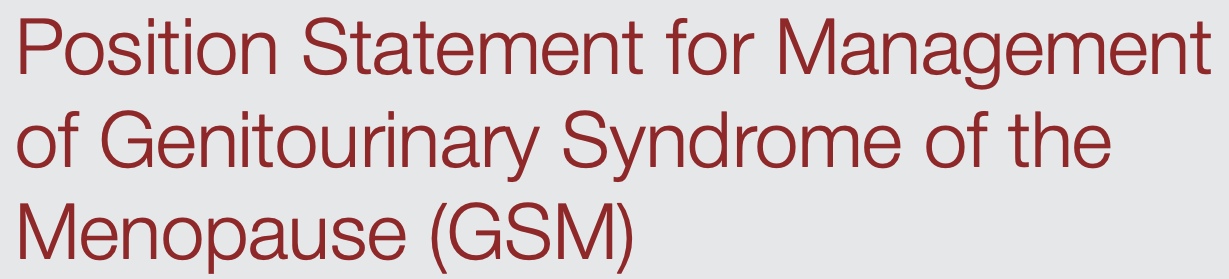 Position Statement for Management
of Genitourinary Syndrome of the
Menopause (GSM)